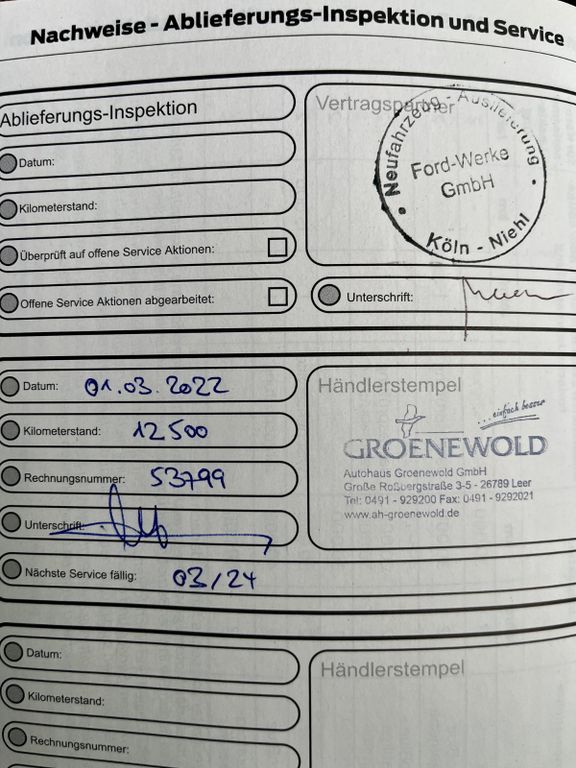 Nachweise - Ablieferungs-Inspektion und Service
Ablieferungs-Inspektion
Datum:
Kilometerstand:
Überprüft auf offene Service Aktionen:
Offene Service Aktionen abgearbeitet:
Vertragspartner
Neufahrzeug - Auslieferung
Ford-Werke
GmbH
Köln - Niehl
Unterschrift:
Datum: 01.03.2022
Kilometerstand: 12500
Rechnungsnummer: 53799
Unterschrift:
Nächste Service fällig: 03/24
Händlerstempel
...einfach besser
GROENEWOLD
Autohaus Groenewold GmbH
Große Roßbergstraße 3-5 - 26789 Leer
Tel: 0491 - 929200 Fax: 0491 - 9292021
www.ah-groenewold.de
Datum:
Kilometerstand:
Rechnungsnummer:
Händlerstempel